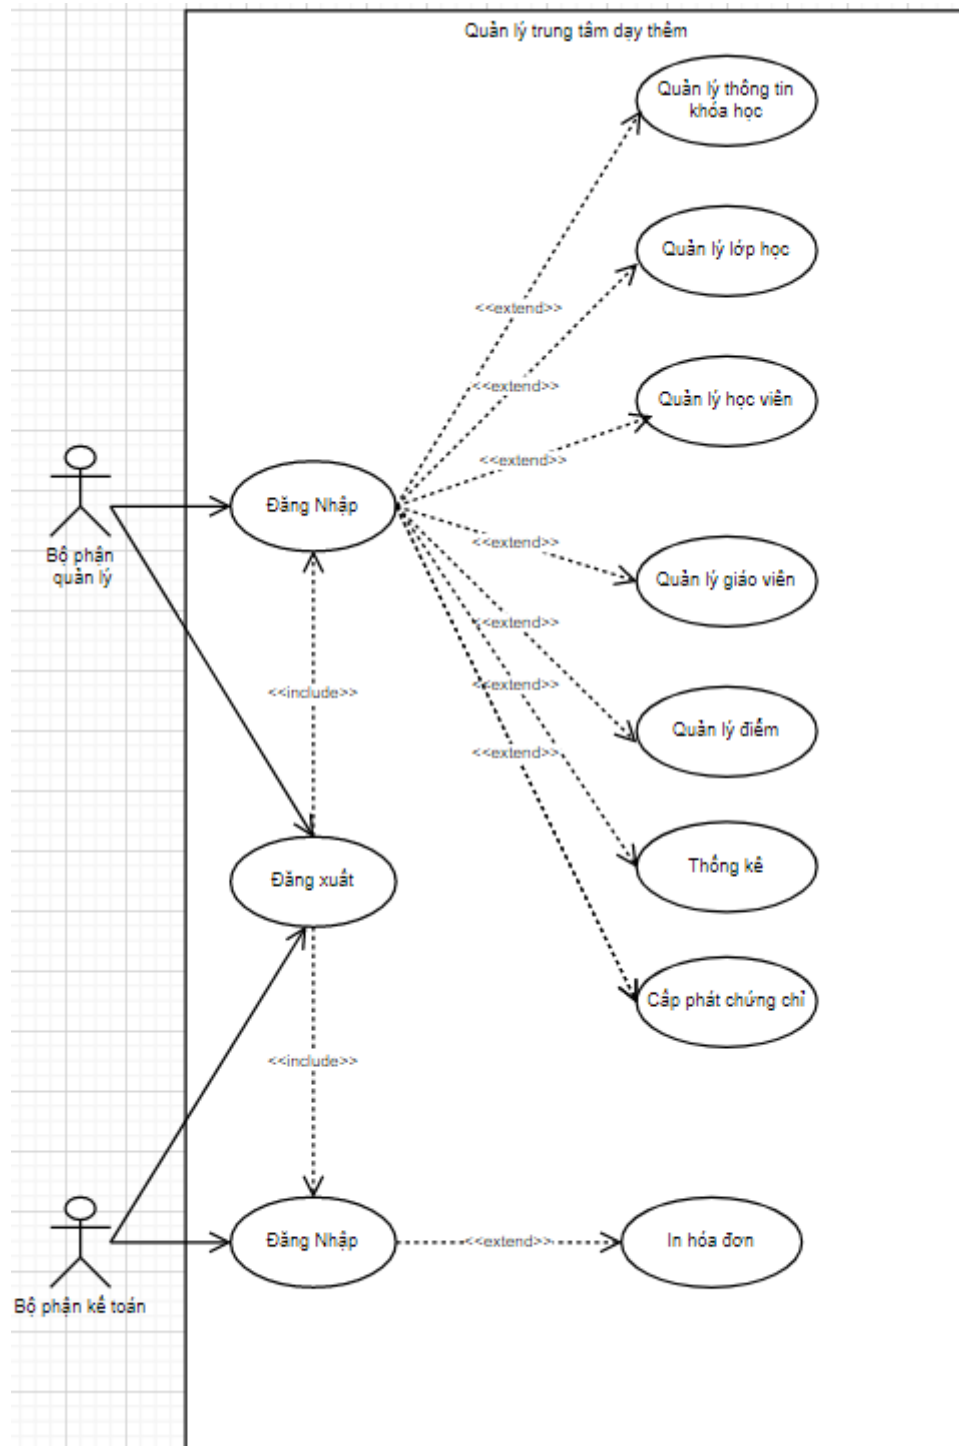 Quản lý trung tâm dạy thêm
Quản lý thông tin
khóa học
Quản lý lớp học
<<extend>>
<<extend>>
Quản lý học viên
<<extend>>
Đăng Nhập
Bộ phận
quản lý
<<extend>>
Quản lý giáo viên
<<extend>>
<<extend>>
<<include>>
Quản lý điểm
<<extend>>
Đăng xuất
Thống kê
Cấp phát chứng chỉ
<<include>>
Đăng Nhập
<<extend>>
In hóa đơn
Bộ phận kế toán